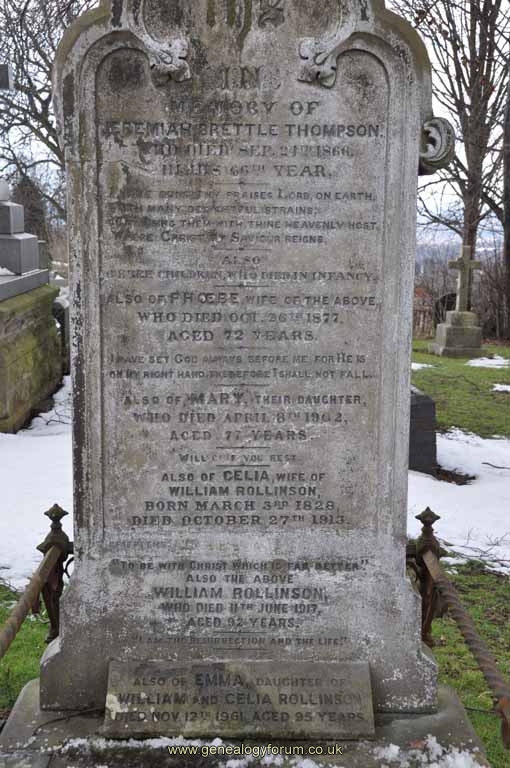 IHS
IN
MEMORY OF
JEREMIAH BRETTLE THOMPSON,
WHO DIED SEP. 24TH 1866,
IN HIS 66TH YEAR.
PRAISES LORD, ON EARTH,
WITH MANY STRAINS;
THEM WITH THINE HEAVENLY HOST,
CHRIST MY SAVIOUR REIGNS.
ALSO
OF THREE CHILDREN, WHO DIED IN INFANCY.
ALSO OF PHŒBE, WIFE OF THE ABOVE,
WHO DIED OCT. 26TH 1877,
AGED 72 YEARS.
I HAVE SET GOD ALWAYS BEFORE ME, FOR HE IS
ON MY RIGHT HAND, THEREFORE I SHALL NOT FALL.
ALSO OF MARY, THEIR DAUGHTER,
WHO DIED APRIL 8TH 1902,
AGED 77 YEARS.
YOU REST.
ALSO OF CELIA, WIFE OF
WILLIAM ROLLINSON,
BORN MARCH 3RD 1828
DIED OCTOBER 27TH 1913.
"TO BE WITH CHRIST WHICH IS FAR BETTER."
ALSO THE ABOVE
WILLIAM ROLLINSON,
WHO DIED 11TH JUNE 1917,
AGED 92 YEARS.
"I AM THE RESURRECTION AND THE LIFE."
ALSO OF EMMA, DAUGHTER OF
WILLIAM AND CELIA ROLLINSON
DIED NOV 12TH 1961, AGED 95 YEARS.
www.genealogyforum.co.uk